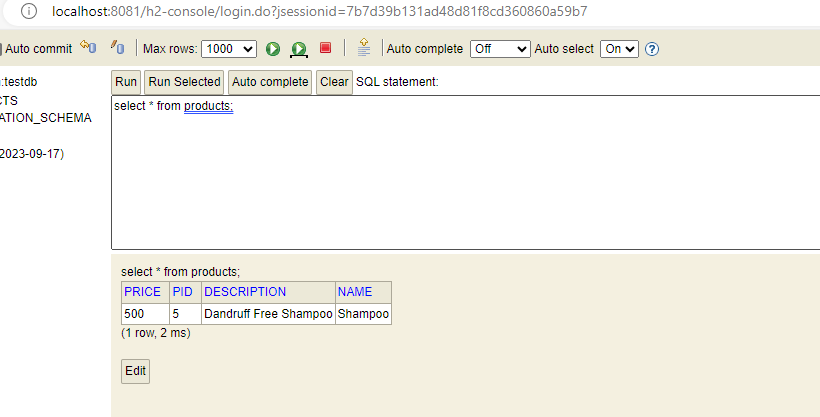 localhost:8081/h2-console/login.do?jsessionid=7b7d39b131ad48d81f8cd360860a59b7
Auto commit Max rows: 1000 Auto complete Off Auto select On ?
:testdb
CTS
ATION_SCHEMA
2023-09-17)
Run Run Selected Auto complete Clear SQL statement:
select * from products;
select * from products;
PRICE PID DESCRIPTION NAME
500 5 Dandruff Free Shampoo Shampoo
(1 row, 2 ms)
Edit